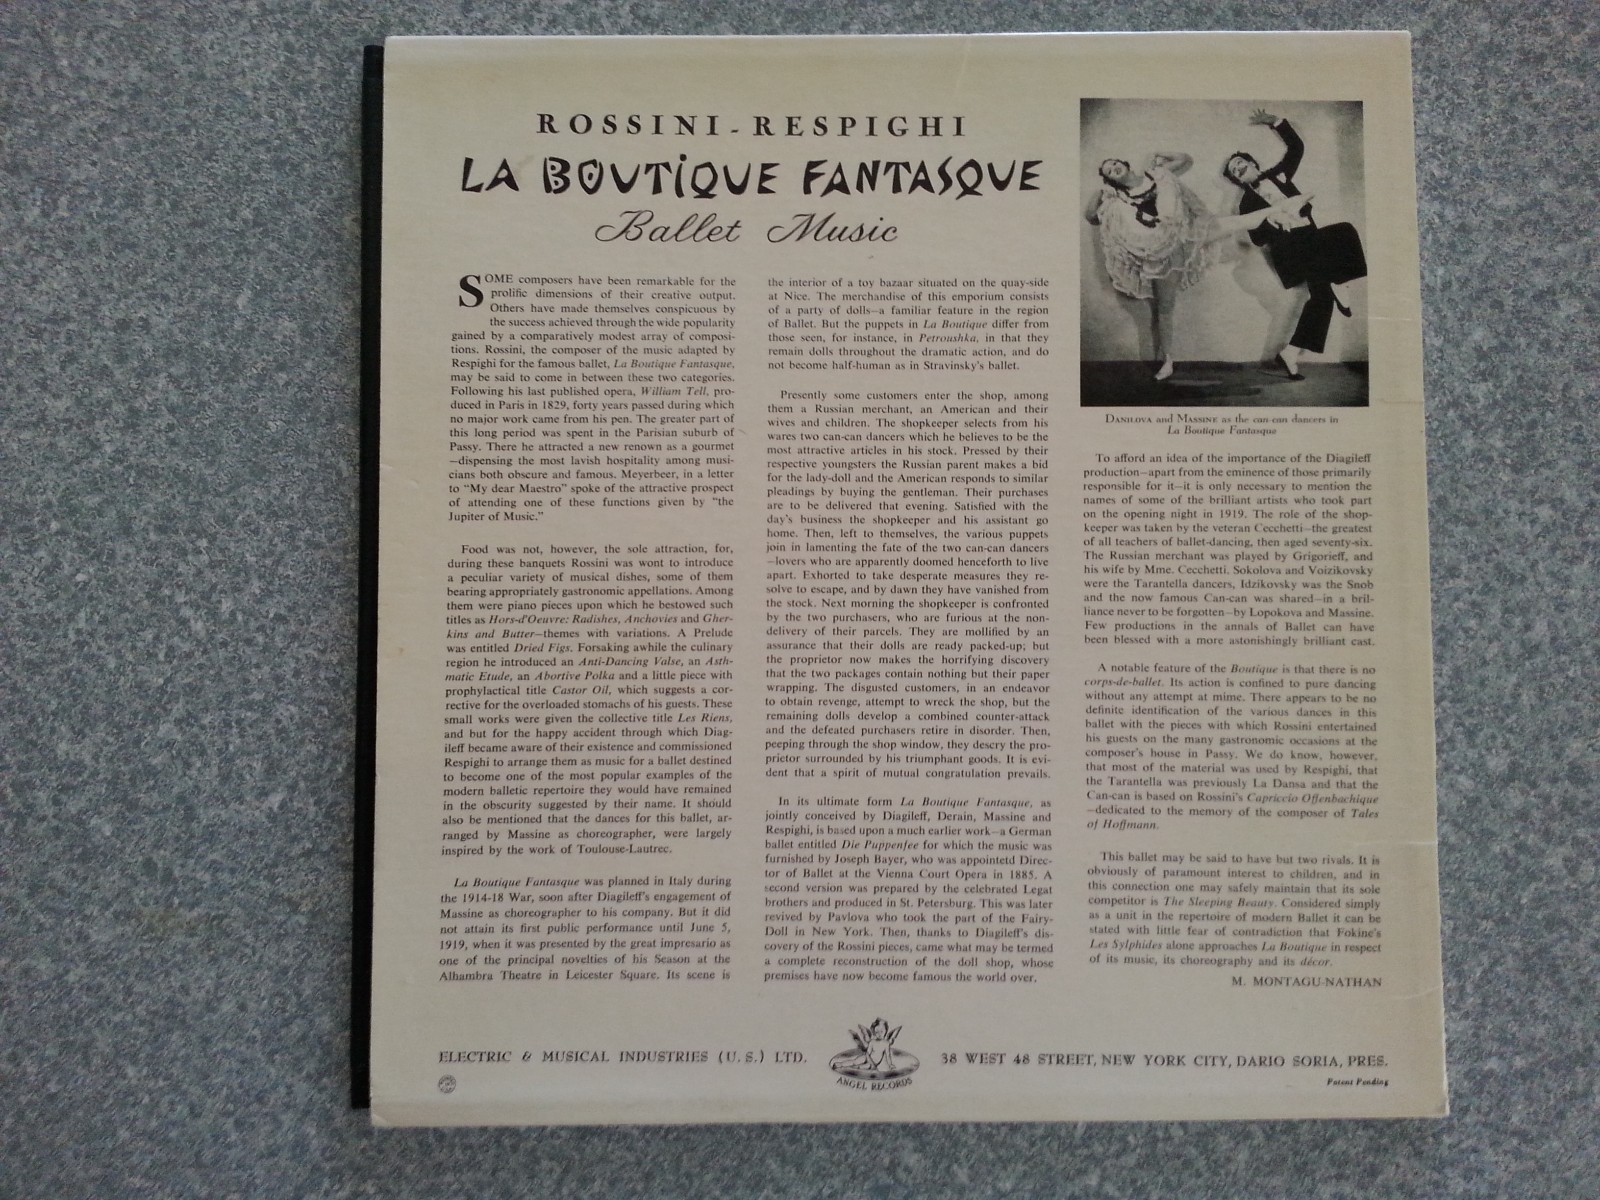 ROSSINI - RESPIGHI
LA BOUTiQUE FANTASQUE
Ballet Music
SOME composers have been remarkable for the
prolific dimensions of their creative output.
Others have made themselves conspicuous by
the success achieved through the wide popularity
gained by a comparatively modest array of composi-
tions. Rossini, the composer of the music adapted by
Respighi for the famous ballet, La Boutique Fantasque,
may be said to come in between these two categories.
Following his last published opera, William Tell, pro-
duced in Paris in 1829, forty years passed during which
no major work came from his pen. The greater part of
this long period was spent in the Parisian suburb of
Passy. There he attracted a new renown as a gourmet
—dispensing the most lavish hospitality among musi-
cians both obscure and famous. Meyerbeer, in a letter
to "My dear Maestro" spoke of the attractive prospect
of attending one of these functions given by "the
Jupiter of Music."
Food was not, however, the sole attraction, for,
during these banquets Rossini was wont to introduce
a peculiar variety of musical dishes, some of them
bearing appropriately gastronomic appellations. Among
them were piano pieces upon which he bestowed such
titles as Hors-d'Oeuvre: Radishes, Anchovies and Gher-
kins and Butter—themes with variations. A Prelude
was entitled Dried Figs. Forsaking awhile the culinary
region he introduced an Anti-Dancing Valse, an Asth-
matic Etude, an Abortive Polka and a little piece with
prophylactical title Castor Oil, which suggests a cor-
rective for the overloaded stomachs of his guests. These
small works were given the collective title Les Riens,
and but for the happy accident through which Diag-
ileff became aware of their existence and commissioned
Respighi to arrange them as music for a ballet destined
to become one of the most popular examples of the
modern balletic repertoire they would have remained
in the obscurity suggested by their name. It should
also be mentioned that the dances for this ballet, ar-
ranged by Massine as choreographer, were largely
inspired by the work of Toulouse-Lautrec.
La Boutique Fantasque was planned in Italy during
the 1914-18 War, soon after Diagileff's engagement of
Massine as choreographer to his company. But it did
not attain its first public performance until June 5,
1919, when it was presented by the great impresario as
one of the principal novelties of his Season at the
Alhambra Theatre in Leicester Square. Its scene is
the interior of a toy bazaar situated on the quay-side
at Nice. The merchandise of this emporium consists
of a party of dolls—a familiar feature in the region
of Ballet. But the puppets in La Boutique differ from
those seen, for instance, in Petroushka, in that they
remain dolls throughout the dramatic action, and do
not become half-human as in Stravinsky's ballet.
Presently some customers enter the shop, among
them a Russian merchant, an American and their
wives and children. The shopkeeper selects from his
wares two can-can dancers which he believes to be the
most attractive articles in his stock. Pressed by their
respective youngsters the Russian parent makes a bid
for the lady-doll and the American responds to similar
pleadings by buying the gentleman. Their purchases
are to be delivered that evening. Satisfied with the
day's business the shopkeeper and his assistant go
home. Then, left to themselves, the various puppets
join in lamenting the fate of the two can-can dancers
—lovers who are apparently doomed henceforth to live
apart. Exhorted to take desperate measures they re-
solve to escape, and by dawn they have vanished from
the stock. Next morning the shopkeeper is confronted
by the two purchasers, who are furious at the non-
delivery of their parcels. They are mollified by an
assurance that their dolls are ready packed-up; but
the proprietor now makes the horrifying discovery
that the two packages contain nothing but their paper
wrapping. The disgusted customers, in an endeavor
to obtain revenge, attempt to wreck the shop, but the
remaining dolls develop a combined counter-attack
and the defeated purchasers retire in disorder. Then,
peeping through the shop window, they descry the pro-
prietor surrounded by his triumphant goods. It is evi-
dent that a spirit of mutual congratulation prevails.
In its ultimate form La Boutique Fantasque, as
jointly conceived by Diagileff, Derain, Massine and
Respighi, is based upon a much earlier work—a German
ballet entitled Die Puppenfee for which the music was
furnished by Joseph Bayer, who was appointetd Direc-
tor of Ballet at the Vienna Court Opera in 1885. A
second version was prepared by the celebrated Legat
brothers and produced in St. Petersburg. This was later
revived by Pavlova who took the part of the Fairy-
Doll in New York. Then, thanks to Diagileff's dis-
covery of the Rossini pieces, came what may be termed
a complete reconstruction of the doll shop, whose
premises have now become famous the world over.
DANILOVA and MASSINE as the can-can dancers in
La Boutique Fantasque
To afford an idea of the importance of the Diagileff
production—apart from the eminence of those primarily
responsible for it—it is only necessary to mention the
names of some of the brilliant artists who took part
on the opening night in 1919. The role of the shop-
keeper was taken by the veteran Cecchetti—the greatest
of all teachers of ballet-dancing, then aged seventy-six.
The Russian merchant was played by Grigorieff, and
his wife by Mme. Cecchetti. Sokolova and Voizikovsky
were the Tarantella dancers, Idzikovsky was the Snob
and the now famous Can-can was shared—in a bril-
liance never to be forgotten—by Lopokova and Massine.
Few productions in the annals of Ballet can have
been blessed with a more astonishingly brilliant cast.
A notable feature of the Boutique is that there is no
corps-de-ballet. Its action is confined to pure dancing
without any attempt at mime. There appears to be no
definite identification of the various dances in this
ballet with the pieces with which Rossini entertained
his guests on the many gastronomic occasions at the
composer's house in Passy. We do know, however,
that most of the material was used by Respighi, that
the Tarantella was previously La Dansa and that the
Can-can is based on Rossini's Capriccio Offenbachique
—dedicated to the memory of the composer of Tales
of Hoffmann.
This ballet may be said to have but two rivals. It is
obviously of paramount interest to children, and in
this connection one may safely maintain that its sole
competitor is The Sleeping Beauty. Considered simply
as a unit in the repertoire of modern Ballet it can be
stated with little fear of contradiction that Fokine's
Les Sylphides alone approaches La Boutique in respect
of its music, its choreography and its décor.
M. MONTAGU-NATHAN
ELECTRIC & MUSICAL INDUSTRIES (U. S.) LTD.
ANGEL RECORDS
38 WEST 48 STREET, NEW YORK CITY, DARIO SORIA, PRES.
Patent Pending